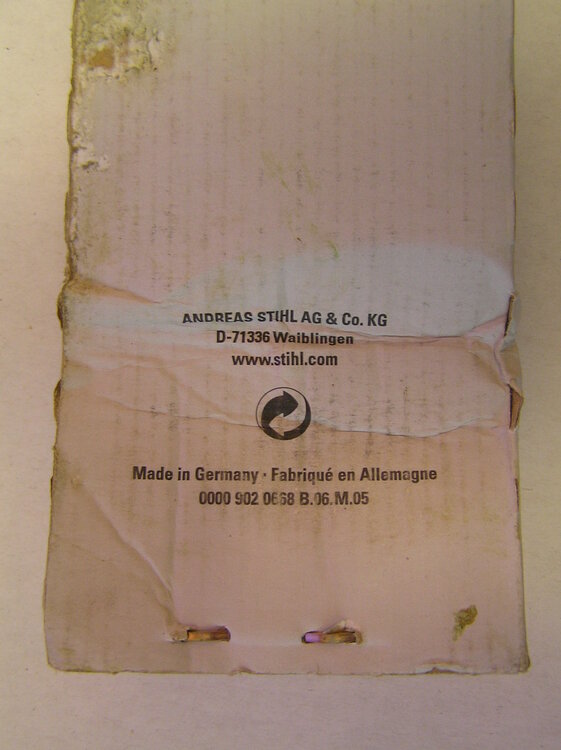 ANDREAS STIHL AG & Co. KG
D-71336 Waiblingen
www.stihl.com
Made in Germany · Fabriqué en Allemagne
0000 902 0668 B.06.M.05